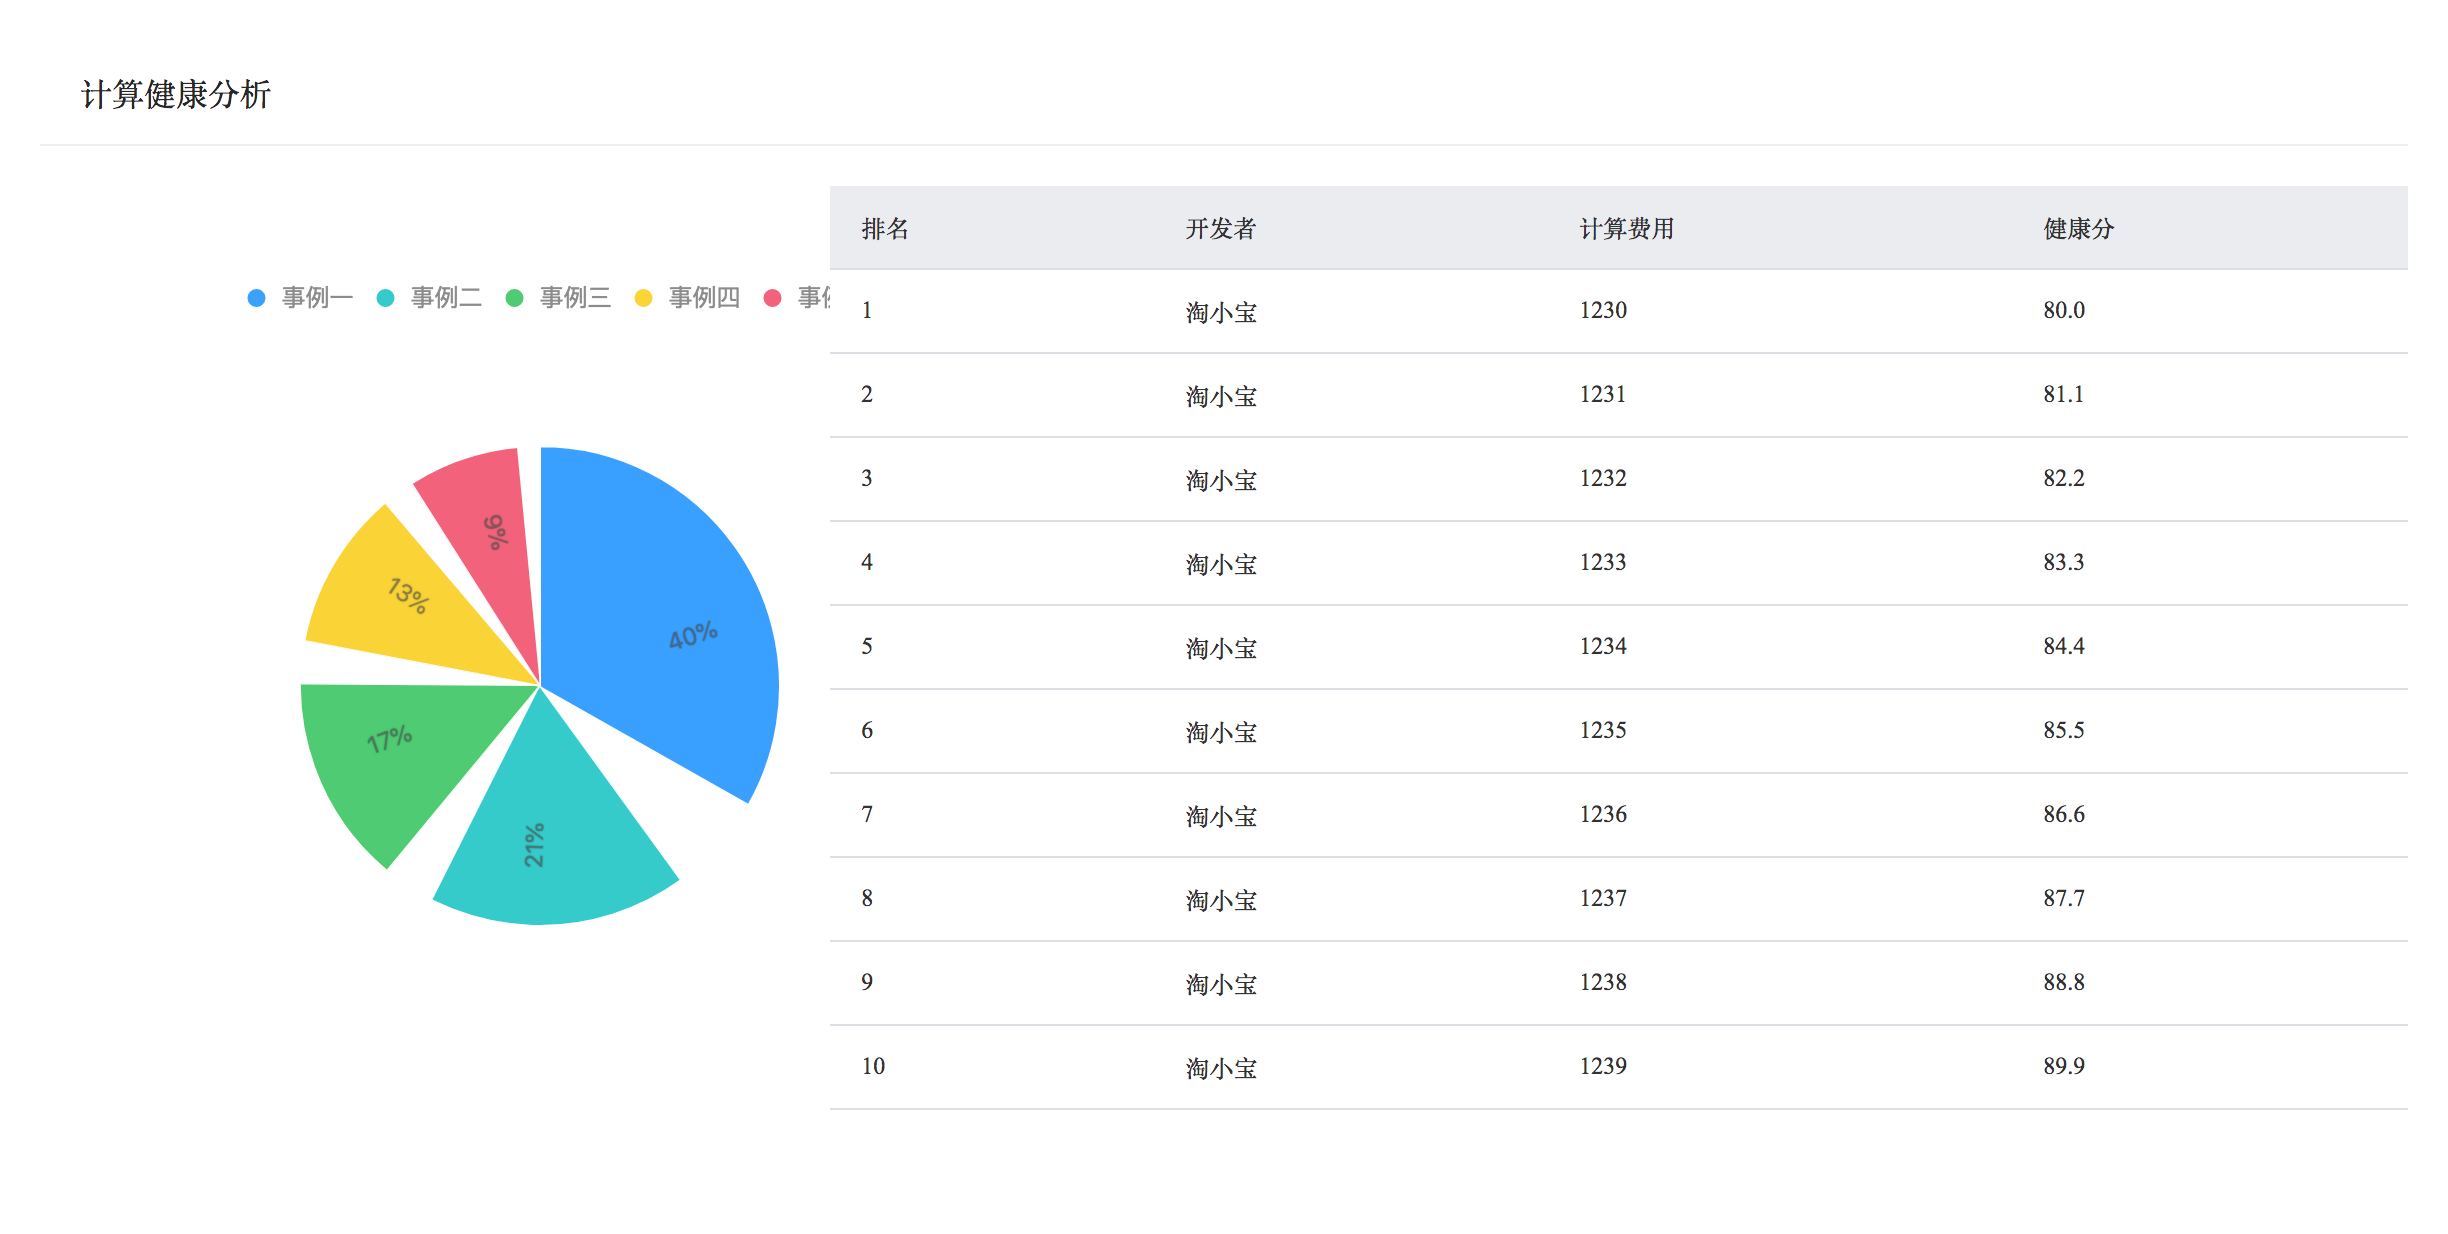 计算健康分析
事例一 事例二 事例三 事例四 事
40%
21%
17%
13%
9%
排名 开发者 计算费用 健康分
1 淘小宝 1230 80.0
2 淘小宝 1231 81.1
3 淘小宝 1232 82.2
4 淘小宝 1233 83.3
5 淘小宝 1234 84.4
6 淘小宝 1235 85.5
7 淘小宝 1236 86.6
8 淘小宝 1237 87.7
9 淘小宝 1238 88.8
10 淘小宝 1239 89.9